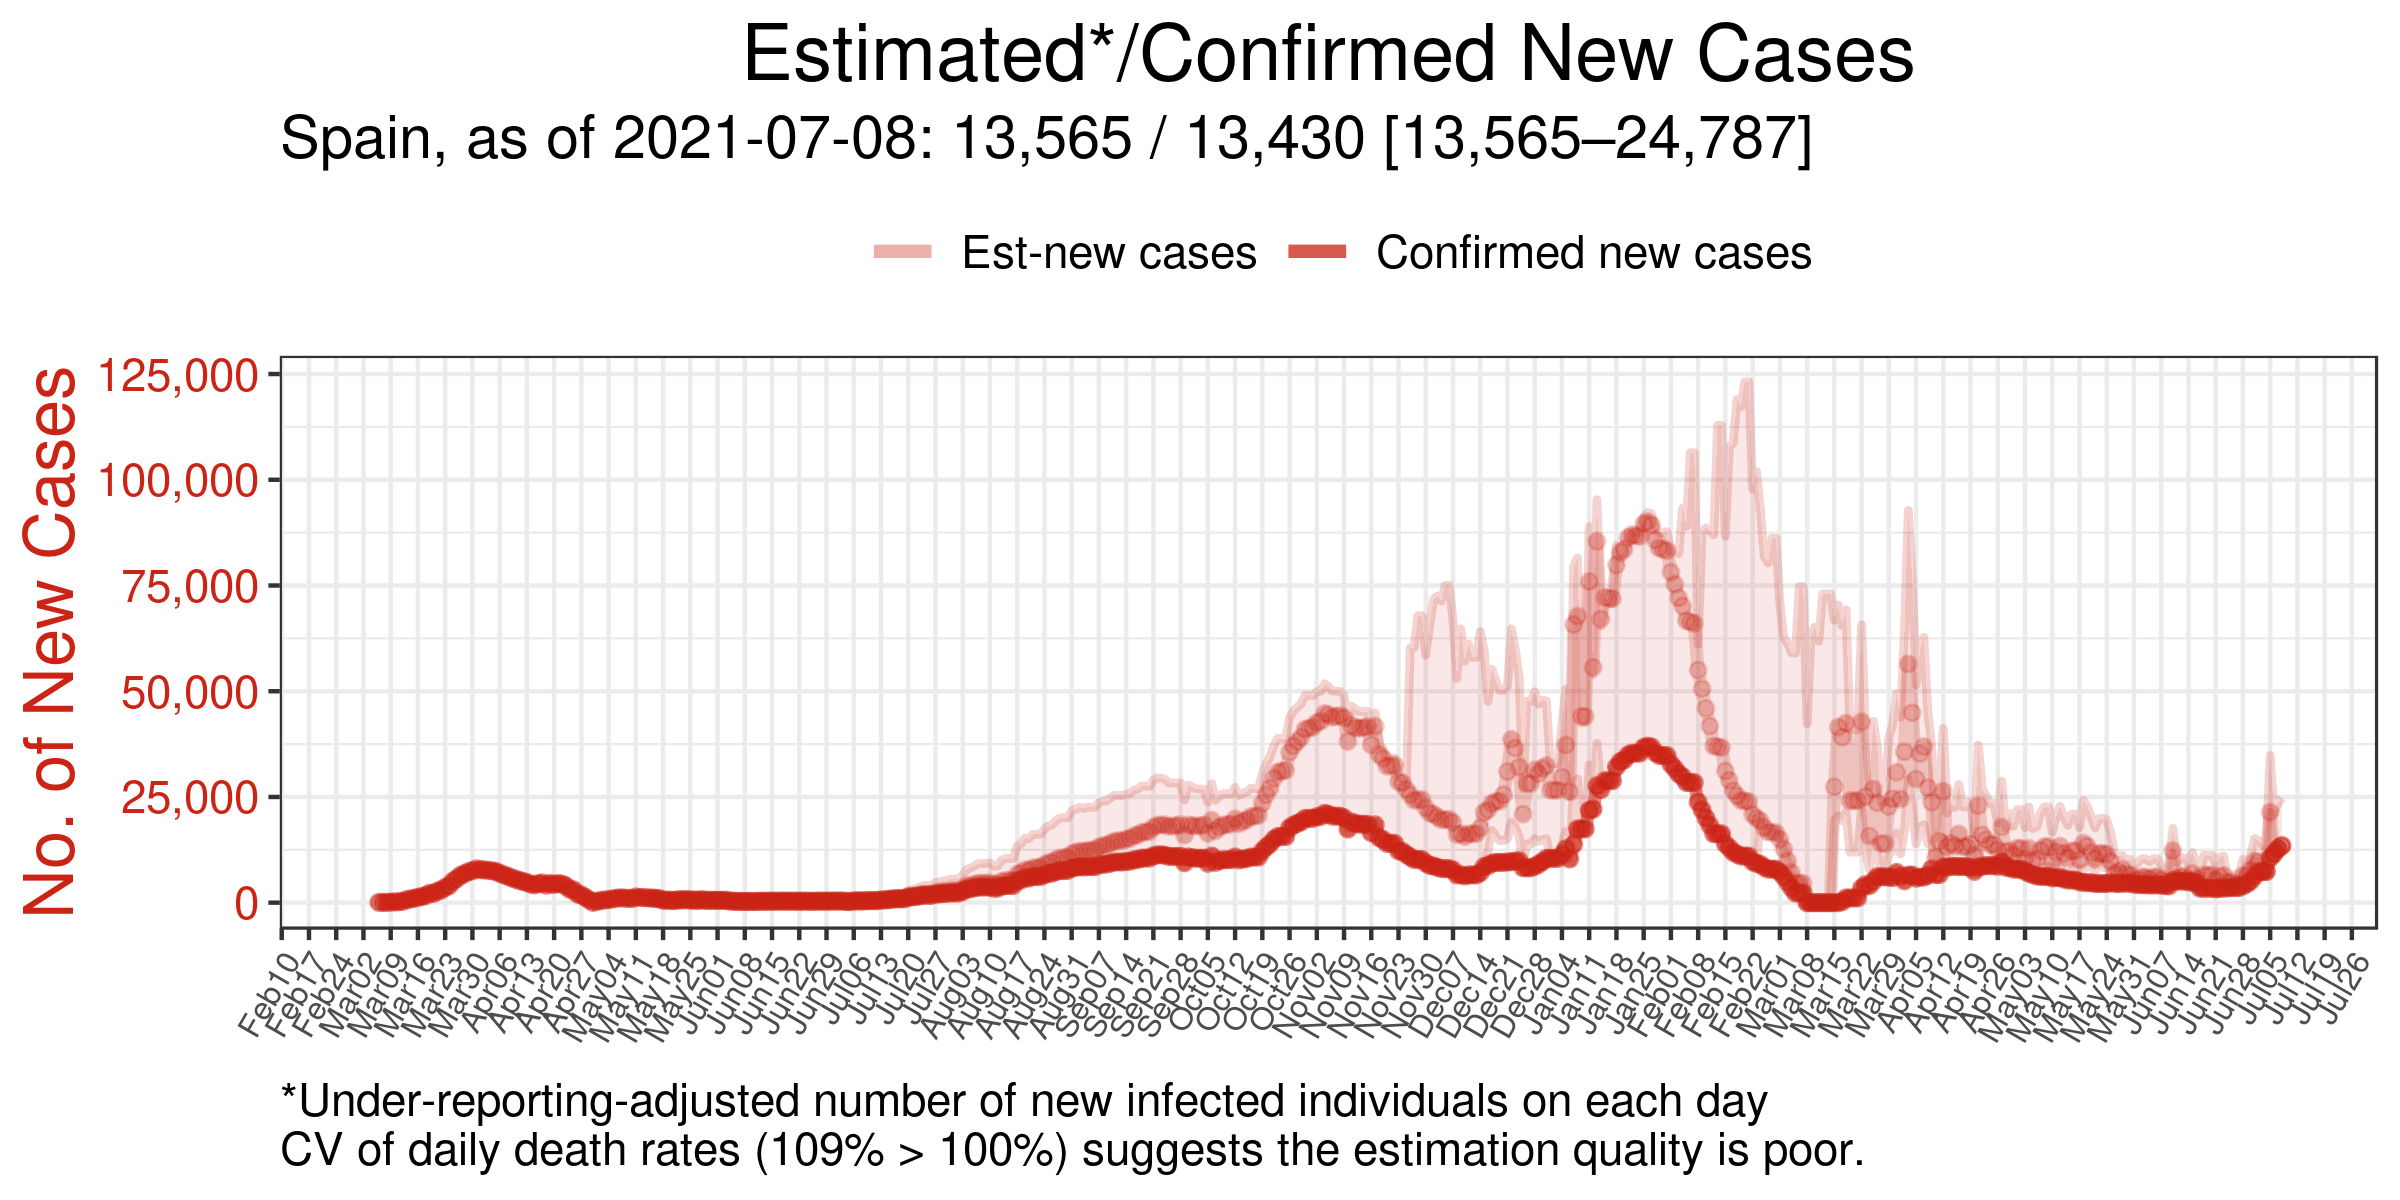 Estimated*/Confirmed New Cases
Spain, as of 2021-07-08: 13,565 / 13,430 [13,565–24,787]
Est-new cases
Confirmed new cases
No. of New Cases
125,000
100,000
75,000
50,000
25,000
0
Feb10
Feb17
Feb24
Mar02
Mar09
Mar16
Mar23
Mar30
Apr06
Apr13
Apr20
Apr27
May04
May11
May18
May25
Jun01
Jun08
Jun15
Jun22
Jun29
Jul06
Jul13
Jul20
Jul27
Aug03
Aug10
Aug17
Aug24
Aug31
Sep07
Sep14
Sep21
Sep28
Oct05
Oct12
Oct19
Oct26
Nov02
Nov09
Nov16
Nov23
Nov30
Dec07
Dec14
Dec21
Dec28
Jan04
Jan11
Jan18
Jan25
Feb01
Feb08
Feb15
Feb22
Mar01
Mar08
Mar15
Mar22
Mar29
Apr05
Apr12
Apr19
Apr26
May03
May10
May17
May24
May31
Jun07
Jun14
Jun21
Jun28
Jul05
Jul12
Jul19
Jul26
*Under-reporting-adjusted number of new infected individuals on each day
CV of daily death rates (109% > 100%) suggests the estimation quality is poor.